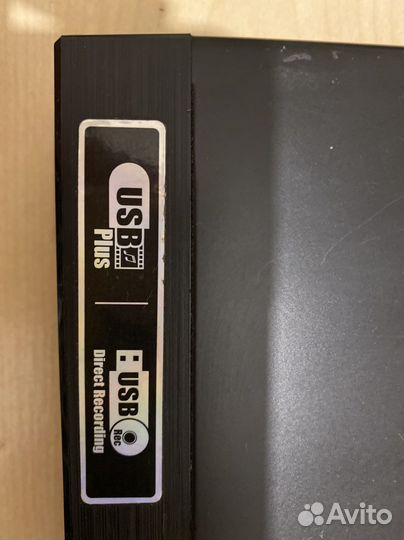 USB
Plus
USB
Rec
Direct Recording
Avito